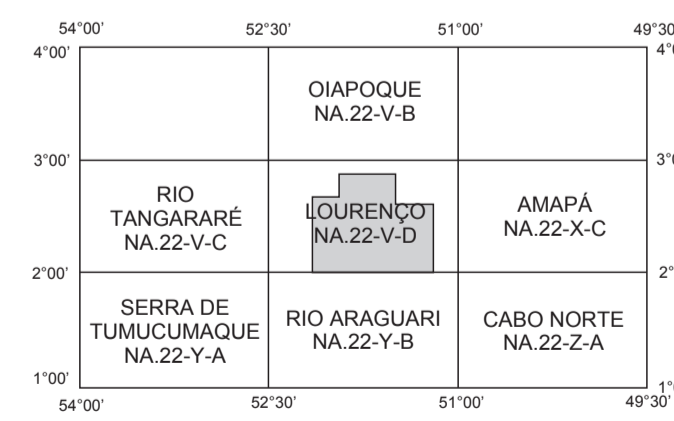 54°00' 52°30' 51°00' 49°30
4°00' 4°0
OIAPOQUE
NA.22-V-B
3°00' 3°0
RIO
TANGARARÉ
NA.22-V-C
LOURENÇO
NA.22-V-D
AMAPÁ
NA.22-X-C
2°00' 2°
SERRA DE
TUMUCUMAQUE
NA.22-Y-A
RIO ARAGUARI
NA.22-Y-B
CABO NORTE
NA.22-Z-A
1°00' 1°
54°00' 52°30' 51°00' 49°30'